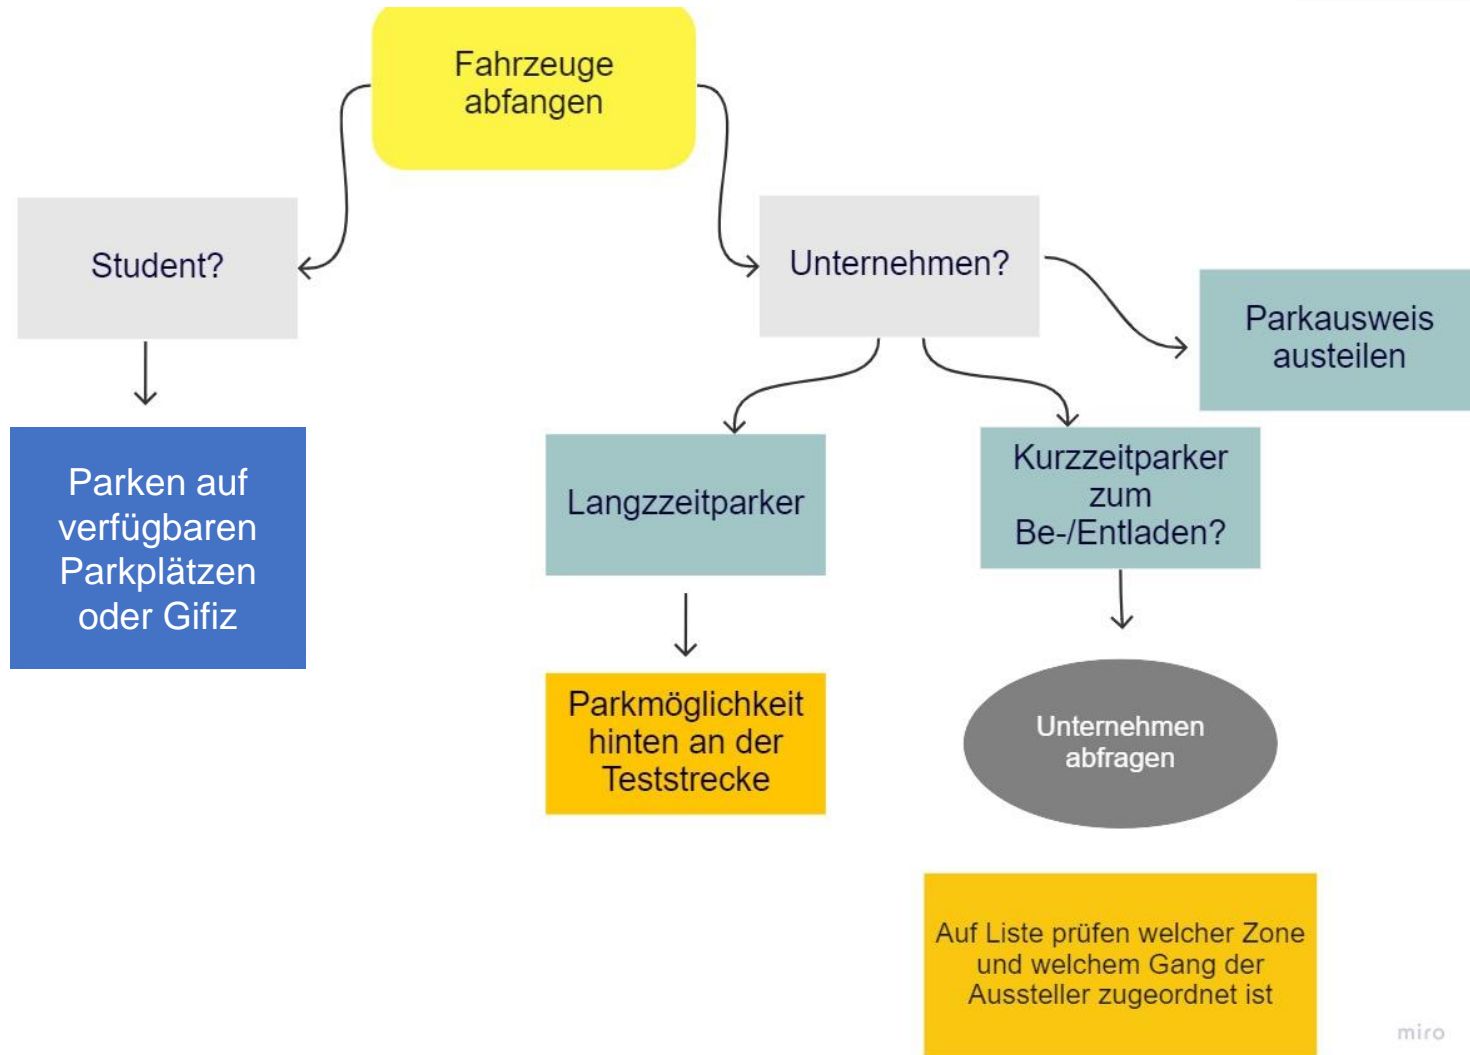 Fahrzeuge
abfangen
Student?
Unternehmen?
Parkausweis
austeilen
Parken auf
verfügbaren
Parkplätzen
oder Gifiz
Langzzeitparker
Kurzzeitparker
zum
Be-/Entladen?
Parkmöglichkeit
hinten an der
Teststrecke
Unternehmen
abfragen
Auf Liste prüfen welcher Zone
und welchem Gang der
Aussteller zugeordnet ist
miro